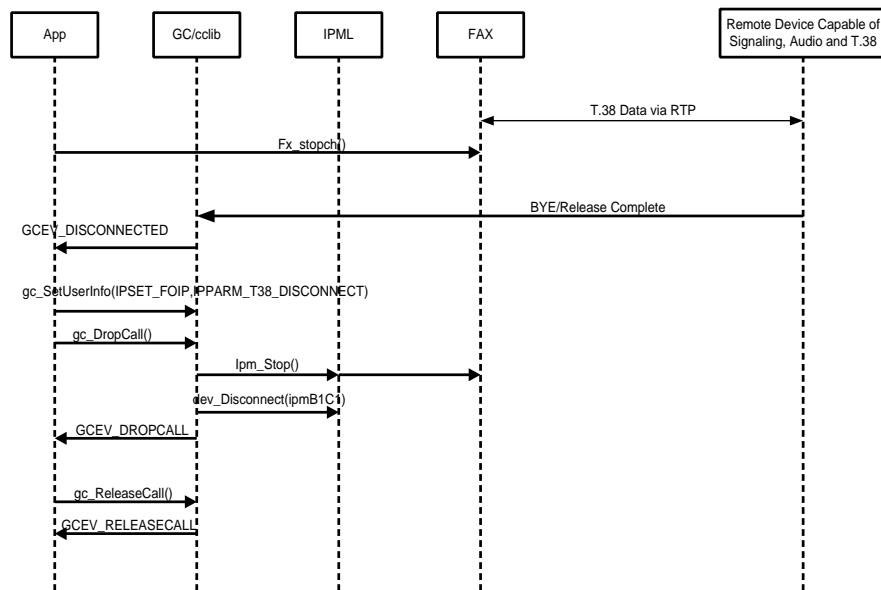 App
GC/cclib
IPML
FAX
Remote Device Capable of
Signaling, Audio and T.38
T.38 Data via RTP
Fx_stopch()
BYE/Release Complete
GCEV_DISCONNECTED
gc_SetUserInfo(IPSET_FOIP,IPPARM_T38_DISCONNECT)
gc_DropCall()
Ipm_Stop()
dev_Disconnect(ipmB1C1)
GCEV_DROPCALL
gc_ReleaseCall()
GCEV_RELEASECALL